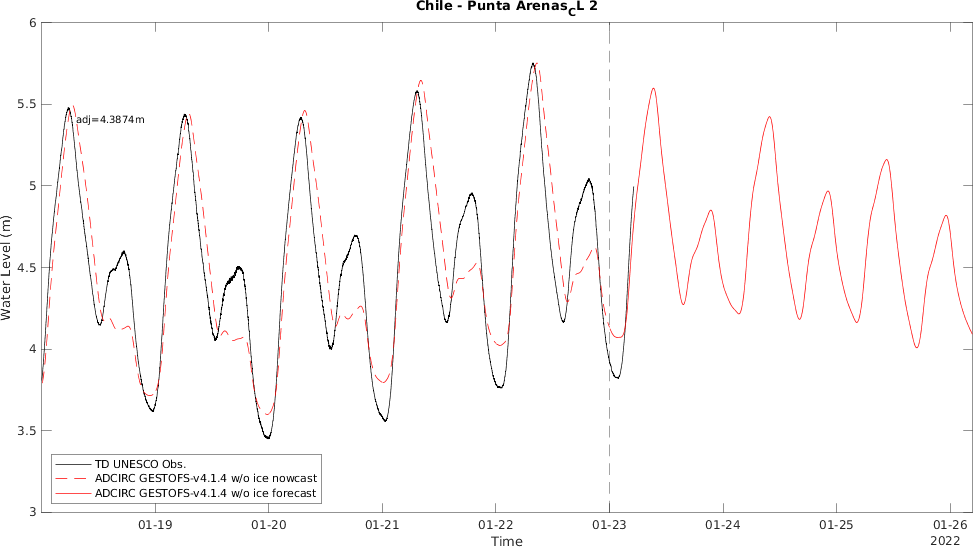 Chile - Punta Arenas_CL 2
Water Level (m)
6
5.5
5
4.5
4
3.5
3
adj=4.3874m
TD UNESCO Obs.
ADCIRC GESTOFS-v4.1.4 w/o ice nowcast
ADCIRC GESTOFS-v4.1.4 w/o ice forecast
01-19 01-20 01-21 01-22 01-23 01-24 01-25 01-26
Time
2022